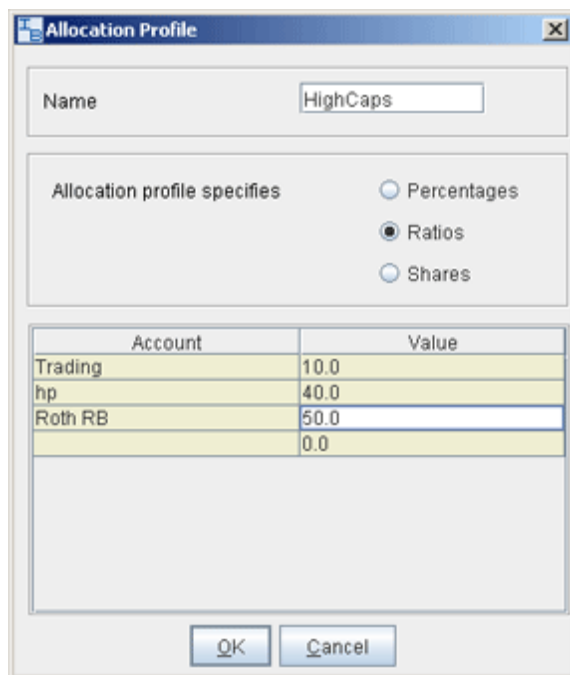 Allocation Profile
Name HighCaps
Allocation profile specifies Percentages
Ratios
Shares
Account Value
Trading 10.0
hp 40.0
Roth RB 50.0
0.0
OK Cancel